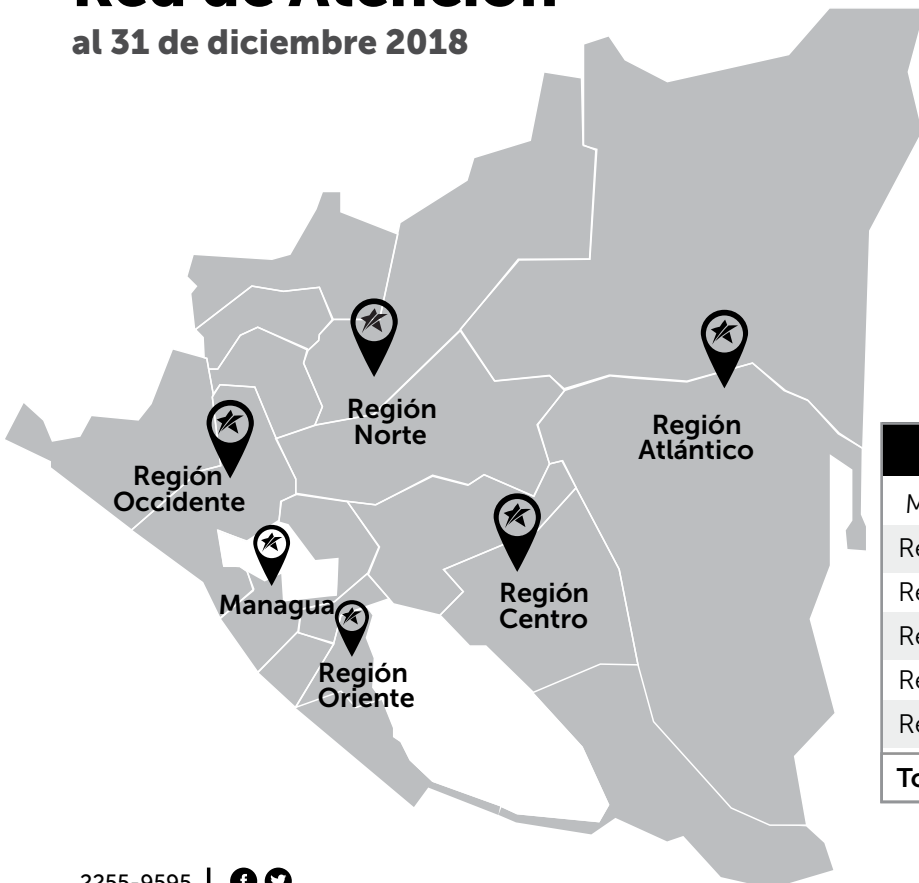 Red de Atención
al 31 de diciembre 2018
Región
Norte
Región
Atlántico
Región
Occidente
Región
Centro
Managua
Región
Oriente
2255-9595